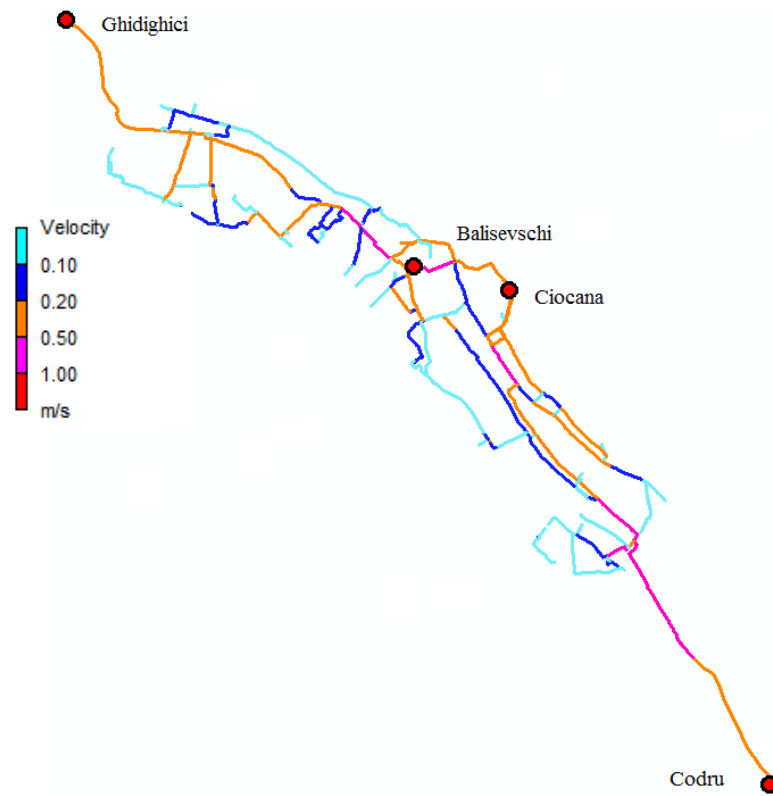 Ghidighici
Balisevschi
Ciocana
Velocity
0.10
0.20
0.50
1.00
m/s
Codru